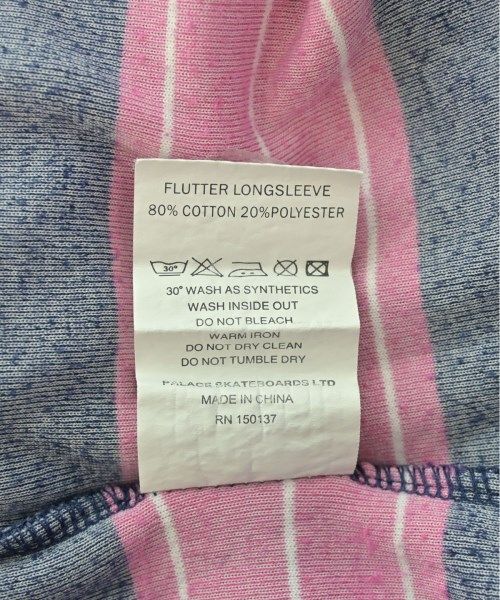 FLUTTER LONGSLEEVE
80% COTTON 20%POLYESTER
30°
30° WASH AS SYNTHETICS
WASH INSIDE OUT
DO NOT BLEACH
WARM IRON
DO NOT DRY CLEAN
DO NOT TUMBLE DRY
PALACE SKATEBOARDS LTD
MADE IN CHINA
RN 150137